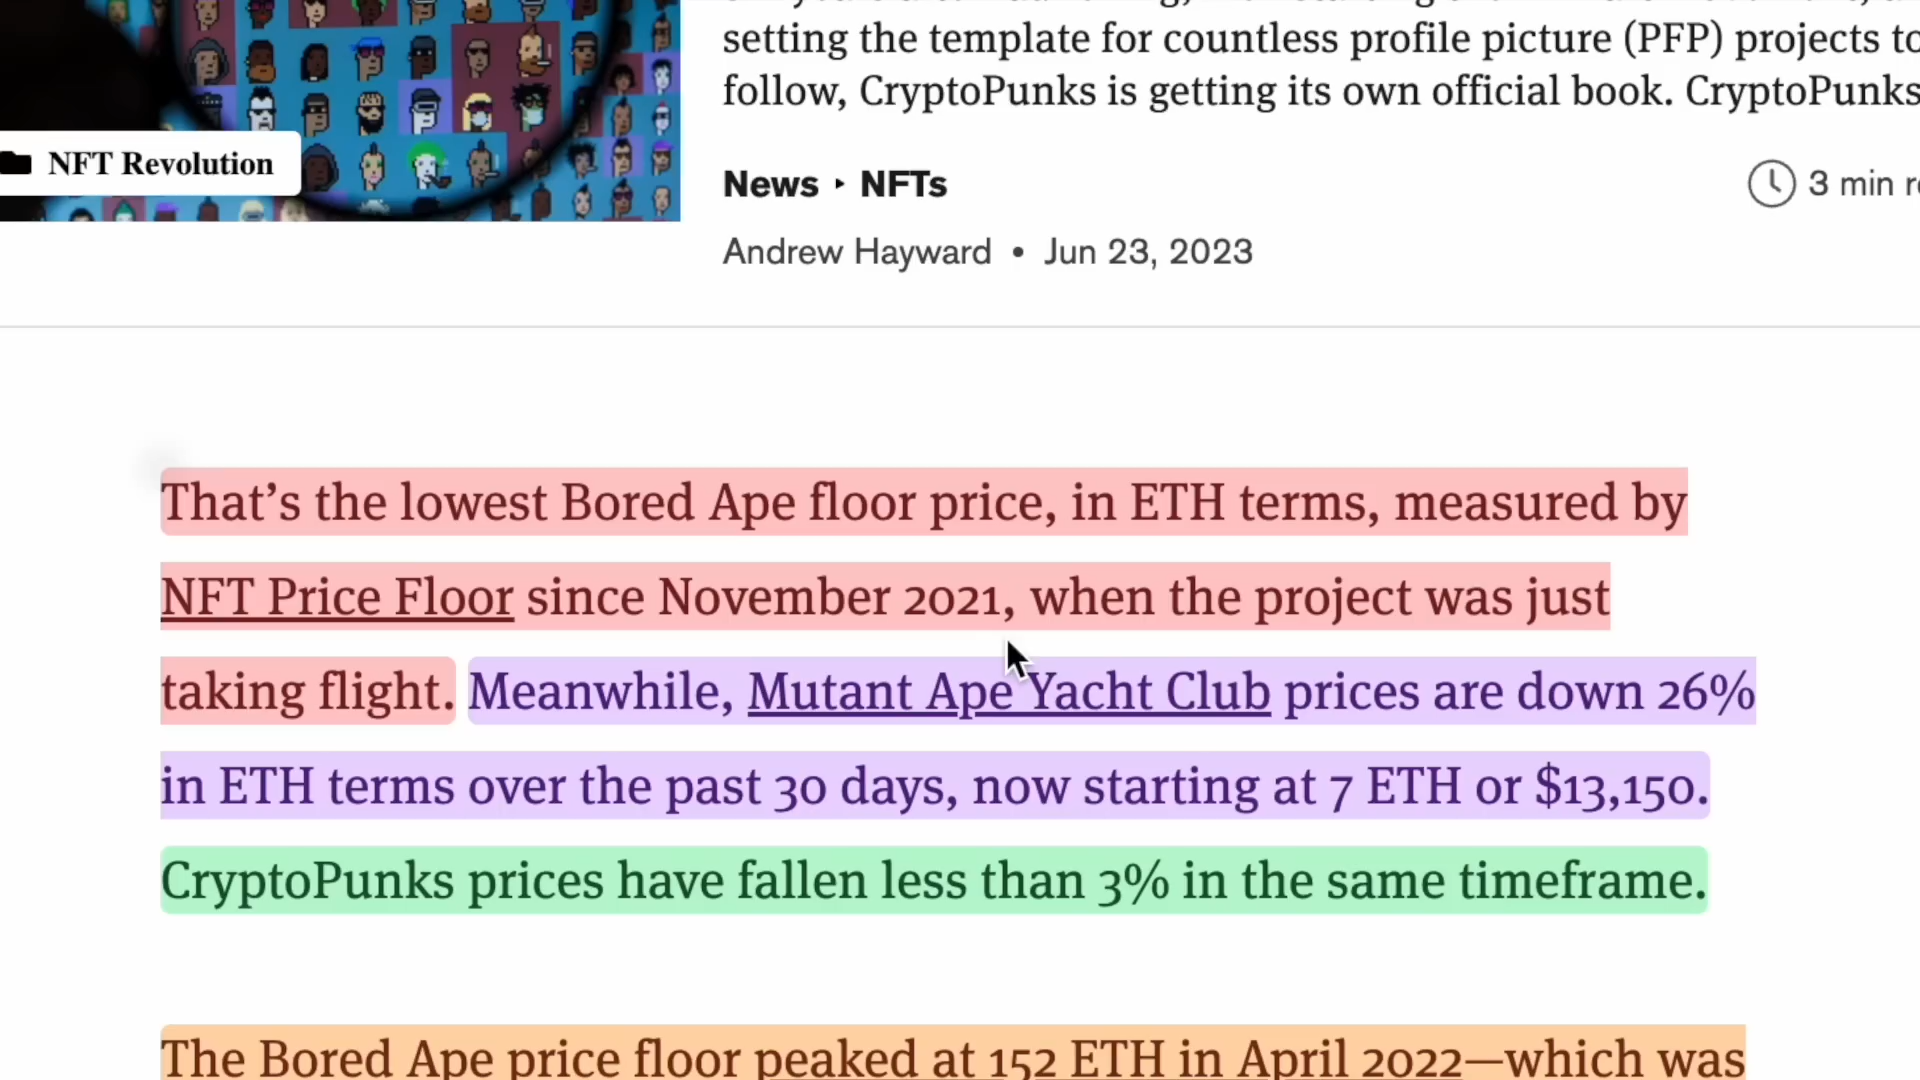 setting the template for countless profile picture (PFP) projects to
follow, CryptoPunks is getting its own official book. CryptoPunks
NFT Revolution
News ‣ NFTs
3 min
Andrew Hayward • Jun 23, 2023
That’s the lowest Bored Ape floor price, in ETH terms, measured by
NFT Price Floor since November 2021, when the project was just
taking flight. Meanwhile, Mutant Ape Yacht Club prices are down 26%
in ETH terms over the past 30 days, now starting at 7 ETH or $13,150.
CryptoPunks prices have fallen less than 3% in the same timeframe.
The Bored Ape price floor peaked at 152 ETH in April 2022—which was